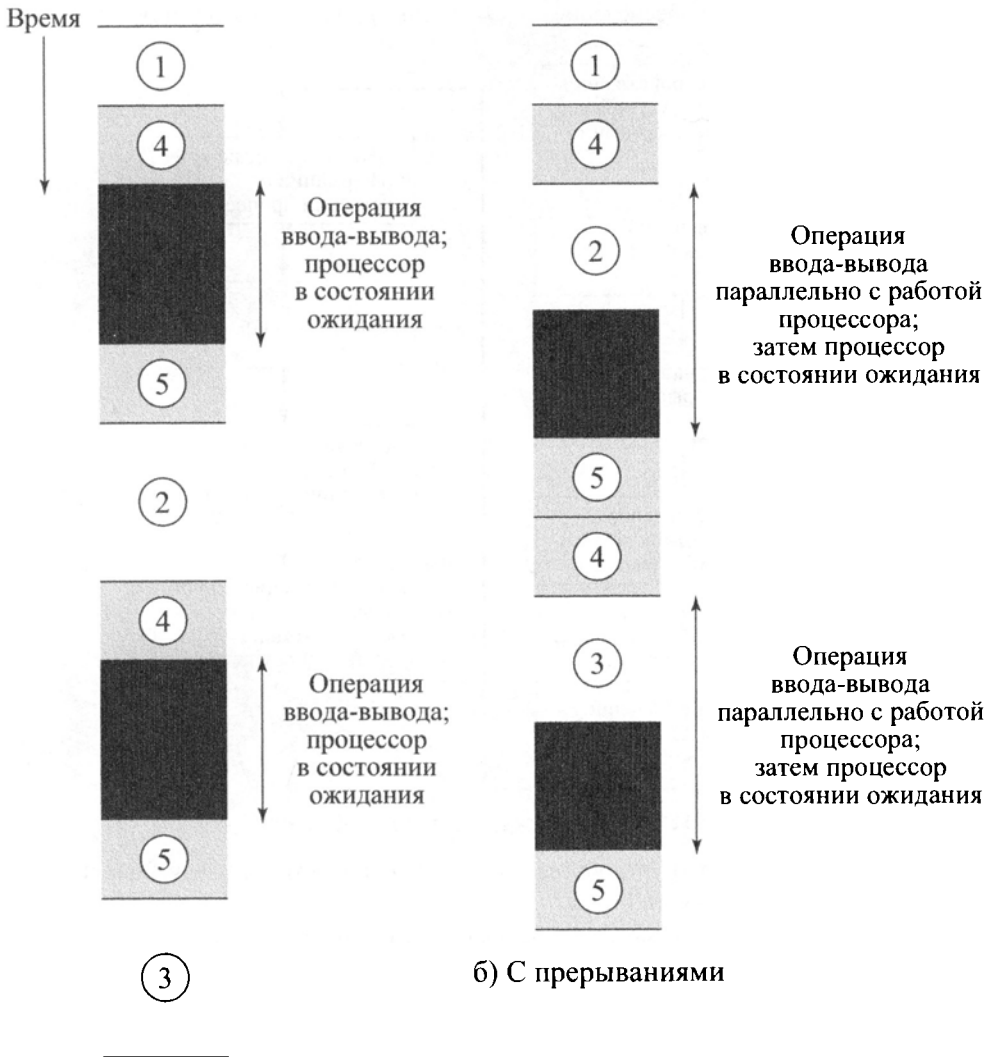 Время
1
4
Операция
ввода-вывода;
процессор
в состоянии
ожидания
5
2
4
Операция
ввода-вывода;
процессор
в состоянии
ожидания
5
3
1
4
2
Операция
ввода-вывода
параллельно с работой
процессора;
затем процессор
в состоянии ожидания
5
4
3
Операция
ввода-вывода
параллельно с работой
процессора;
затем процессор
в состоянии ожидания
5
б) С прерываниями